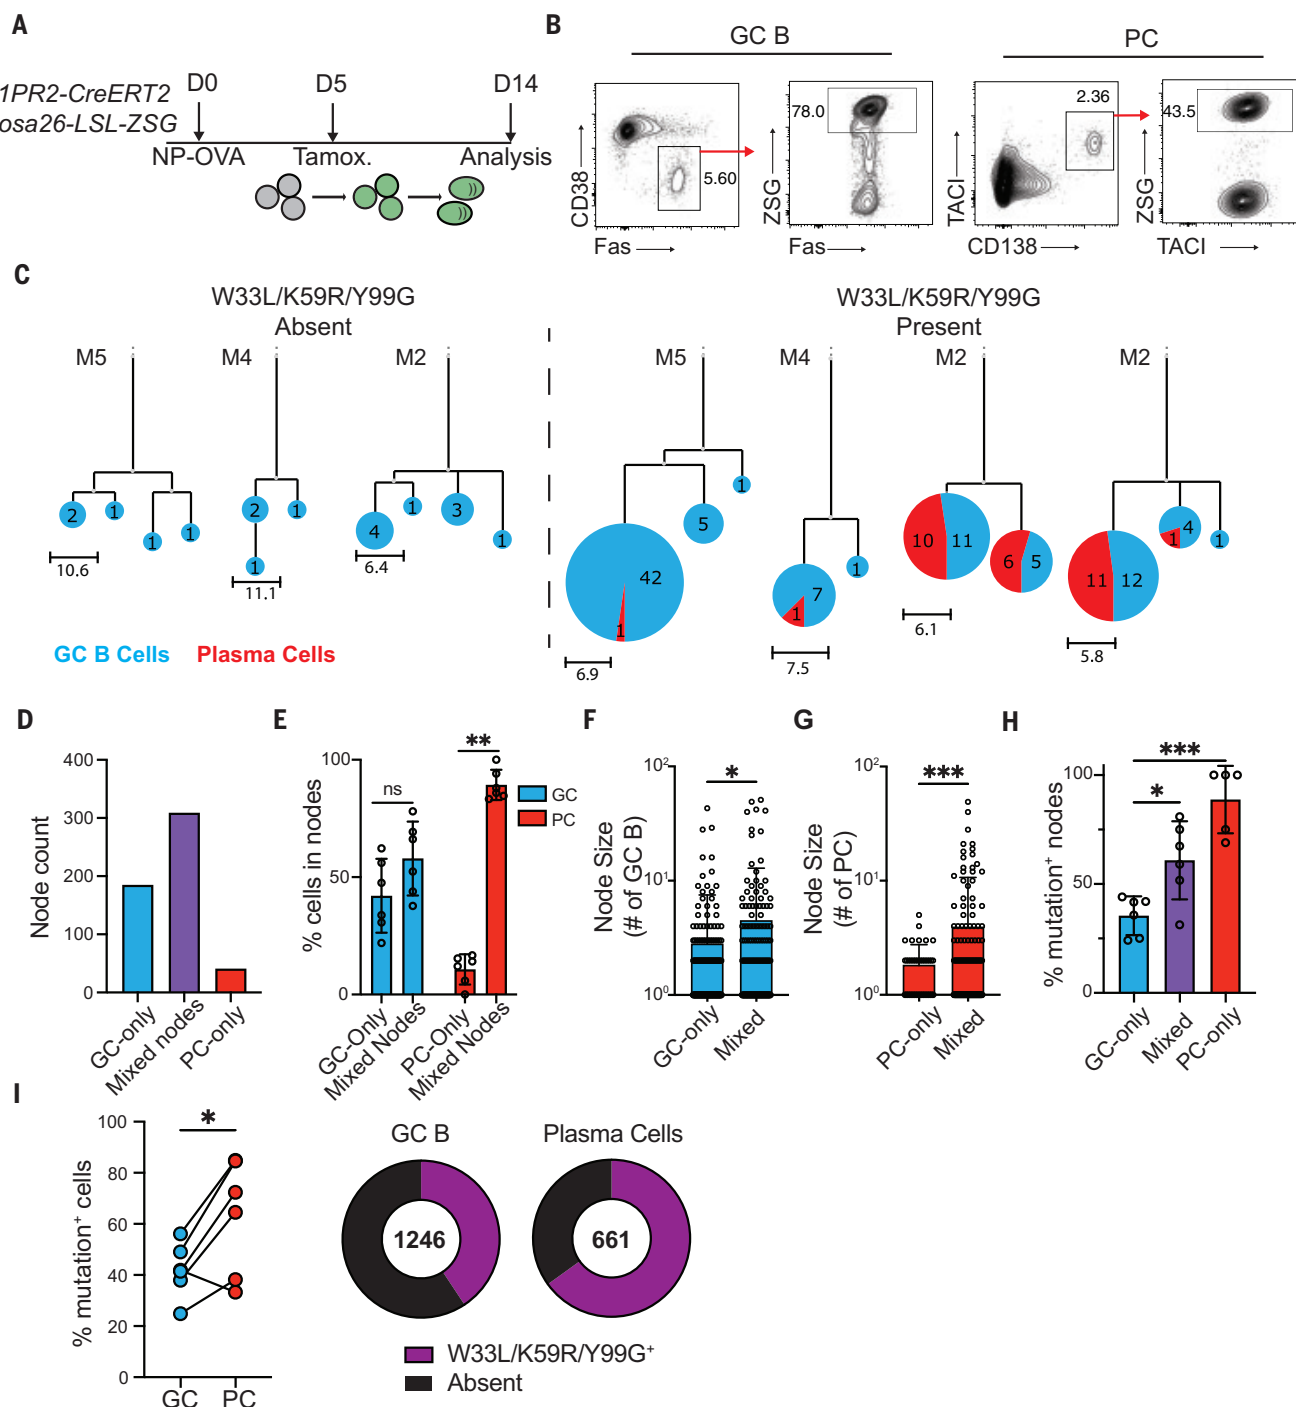 A
1PR2-CreERT2
osa26-LSL-ZSG
D0
D5
D14
NP-OVA
Tamox.
Analysis
B
GC B
PC
CD38
5.60
Fas
78.0
ZSG
Fas
TACI
2.36
CD138
43.5
ZSG
TACI
C
W33L/K59R/Y99G
Absent
W33L/K59R/Y99G
Present
M5
M4
M2
M5
M4
M2
M2
2
1
1
1
10.6
2
1
1
11.1
4
1
3
1
6.4
42
1
5
1
6.9
7
1
1
7.5
10
11
6
5
6.1
11
12
4
1
1
5.8
GC B Cells
Plasma Cells
D
Node count
400
300
200
100
0
GC-only
Mixed nodes
PC-only
E
% cells in nodes
100
50
0
ns
**
GC
PC
GC-Only
Mixed Nodes
PC-Only
Mixed Nodes
F
Node Size
(# of GC B)
10²
10¹
10⁰
*
GC-only
Mixed
G
Node Size
(# of PC)
10²
10¹
10⁰
***
PC-only
Mixed
H
% mutation⁺ nodes
100
50
0
***
*
GC-only
Mixed
PC-only
I
% mutation⁺ cells
100
80
60
40
20
0
*
GC
PC
GC B
1246
Plasma Cells
661
W33L/K59R/Y99G⁺
Absent